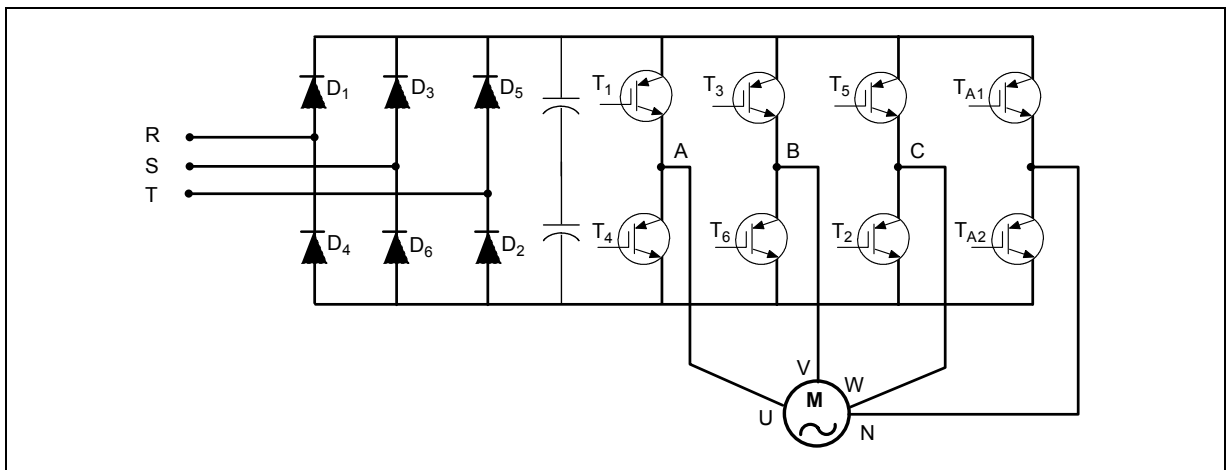 D1 D3 D5 T1 T3 T5 TA1
R
S
T
A B C
D4 D6 D2 T4 T6 T2 TA2
V
W
M
U
N